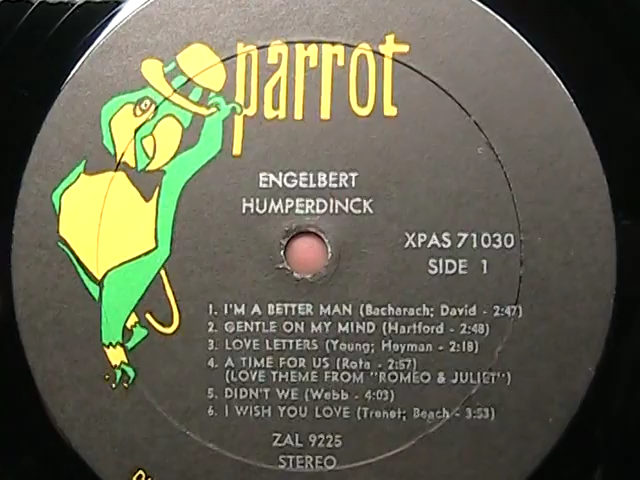 parrot
ENGELBERT
HUMPERDINCK
XPAS 71030
SIDE 1
1. I'M A BETTER MAN (Bacharach; David - 2:47)
2. GENTLE ON MY MIND (Hartford - 2:48)
3. LOVE LETTERS (Young; Heyman - 2:18)
4. A TIME FOR US (Rota - 2:57)
(LOVE THEME FROM "ROMEO & JULIET")
5. DIDN'T WE (Webb - 4:03)
6. I WISH YOU LOVE (Trenet; Beach - 3:53)
ZAL 9225
STEREO